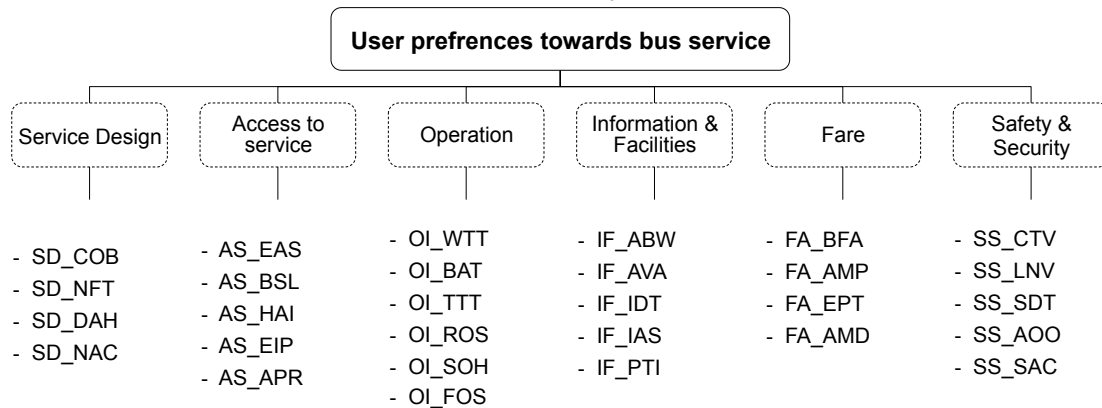 User prefrences towards bus service
Service Design
Access to
service
Operation
Information &
Facilities
Fare
Safety &
Security
- SD_COB
- SD_NFT
- SD_DAH
- SD_NAC
- AS_EAS
- AS_BSL
- AS_HAI
- AS_EIP
- AS_APR
- OI_WTT
- OI_BAT
- OI_TTT
- OI_ROS
- OI_SOH
- OI_FOS
- IF_ABW
- IF_AVA
- IF_IDT
- IF_IAS
- IF_PTI
- FA_BFA
- FA_AMP
- FA_EPT
- FA_AMD
- SS_CTV
- SS_LNV
- SS_SDT
- SS_AOO
- SS_SAC